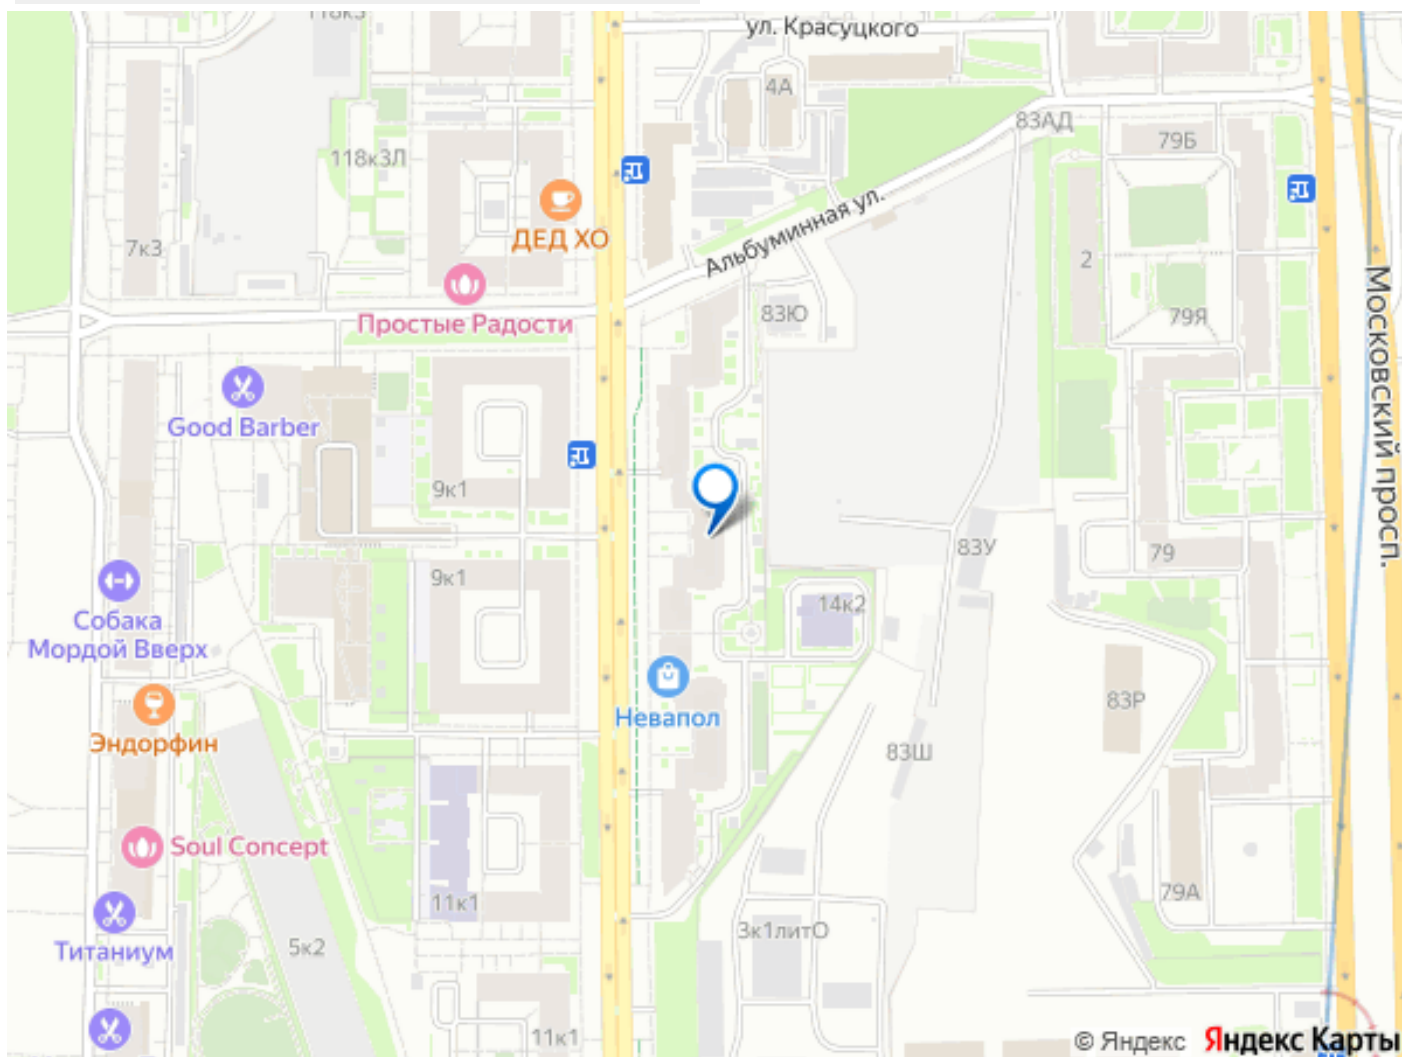 118к3
ул. Красуцкого
4А
83АД
79Б
118к3Л
ДЕД ХО
Альбуминная ул.
7к3
2
Простые Радости
83Ю
79Я
Московский просп.
Good Barber
9к1
83У
79
9к1
14к2
Собака
Мордой Вверх
Невапол
83Р
Эндорфин
83Ш
Soul Concept
11к1
79А
3к1литО
Титаниум
5к2
11к1
© Яндекс Яндекс Карты